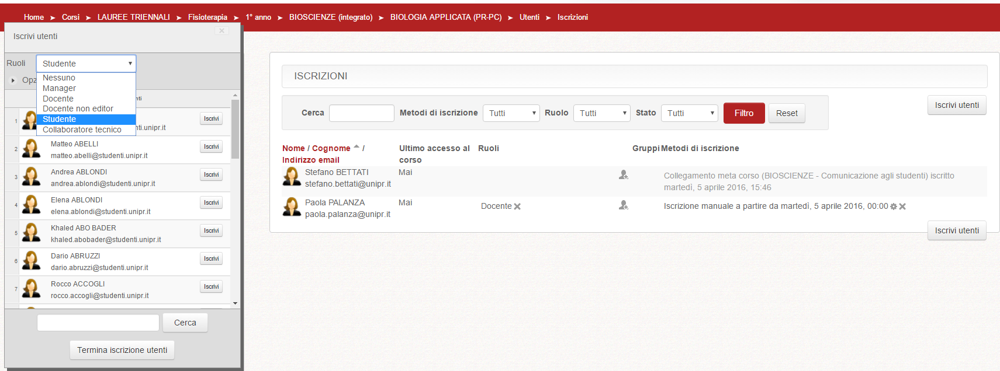 Home ► Corsi ► LAUREE TRIENNALI ► Fisioterapia ► 1° anno ► BIOSCIENZE (integrato) ► BIOLOGIA APPLICATA (PR-PC) ► Utenti ► Iscrizioni
Iscrivi utenti
Ruoli Studente
Opz
Nessuno
Manager
Docente
Docente non editor
Studente
Collaboratore tecnico
nti
1 Iscrivi
nti.unipr.it
2 Matteo ABELLI Iscrivi
matteo.abelli@studenti.unipr.it
3 Andrea ABLONDI Iscrivi
andrea.ablondi@studenti.unipr.it
4 Elena ABLONDI Iscrivi
elena.ablondi@studenti.unipr.it
5 Khaled ABO BADER Iscrivi
khaled.abobader@studenti.unipr.it
6 Dario ABRUZZI Iscrivi
dario.abruzzi@studenti.unipr.it
7 Rocco ACCOGLI Iscrivi
rocco.accogli@studenti.unipr.it
Cerca
Termina iscrizione utenti
ISCRIZIONI
Iscrivi utenti
Cerca Metodi di iscrizione Tutti Ruolo Tutti Stato Tutti Filtro Reset
Nome / Cognome / Ultimo accesso al Ruoli Gruppi Metodi di iscrizione
Indirizzo email corso
Stefano BETTATI Mai Collegamento meta corso (BIOSCIENZE - Comunicazione agli studenti) iscritto
stefano.bettati@unipr.it martedì, 5 aprile 2016, 15:46
Paola PALANZA Mai Docente Iscrizione manuale a partire da martedì, 5 aprile 2016, 00:00
paola.palanza@unipr.it
Iscrivi utenti